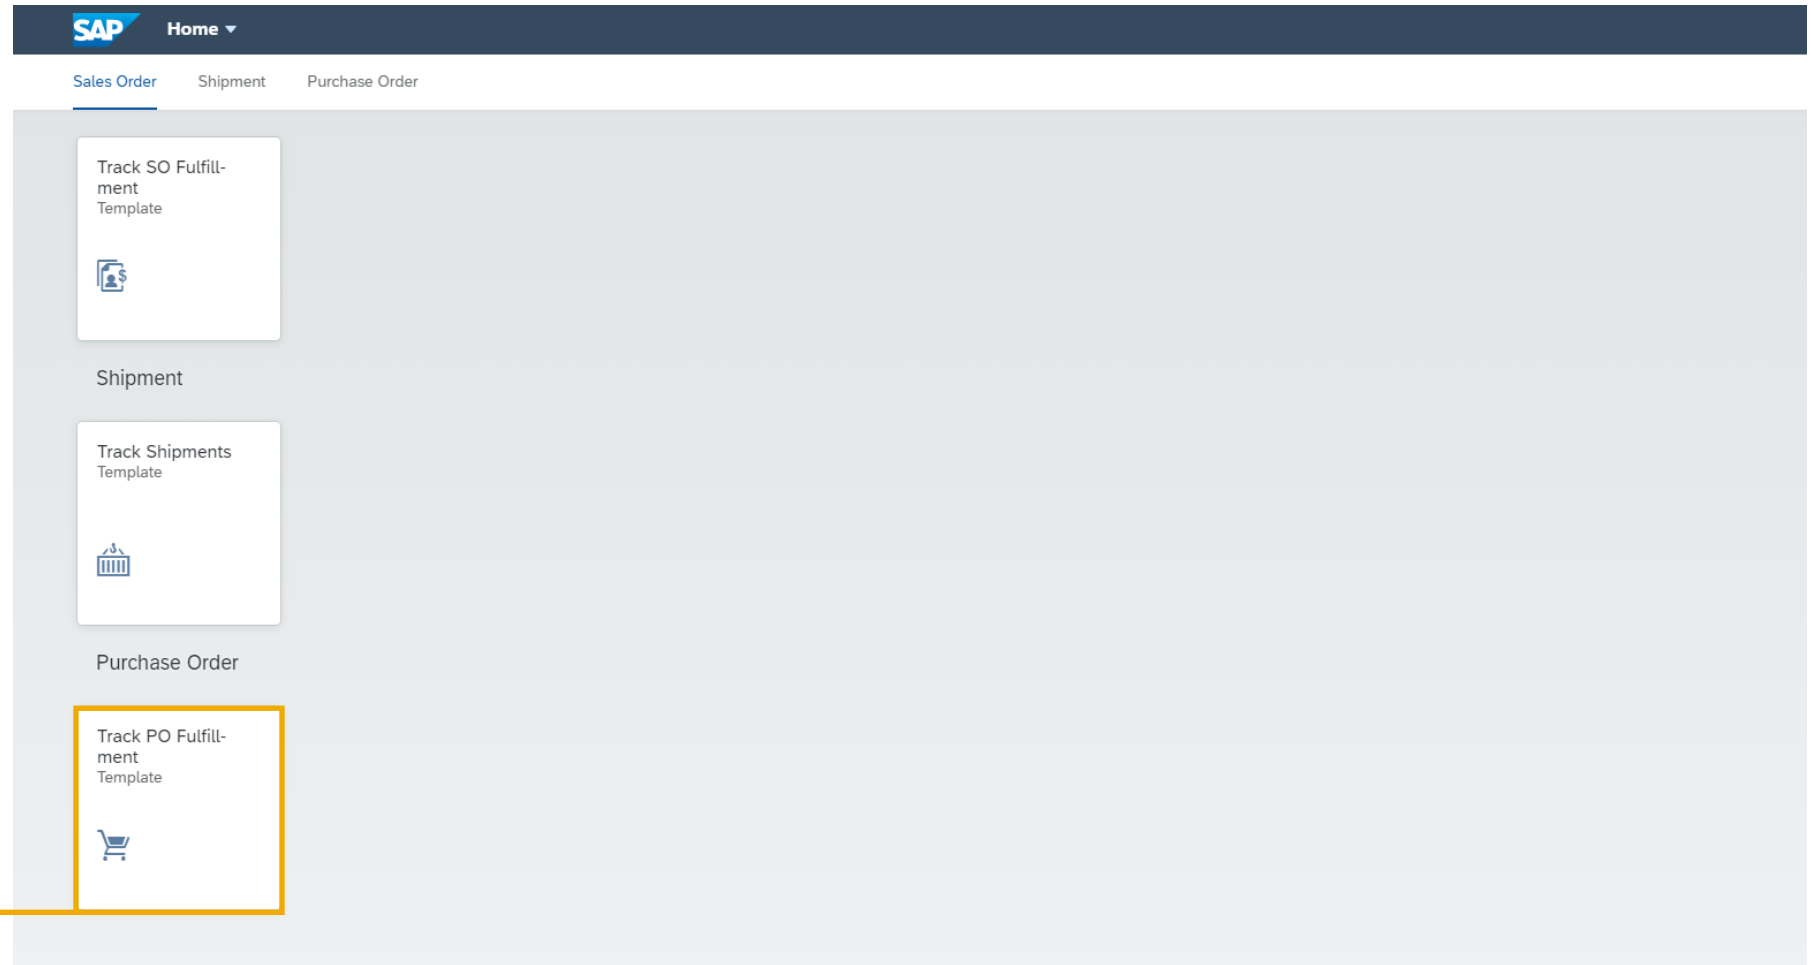 SAP Home
Sales Order Shipment Purchase Order
Track SO Fulfill-
ment
Template
$
Shipment
Track Shipments
Template
Purchase Order
Track PO Fulfill-
ment
Template